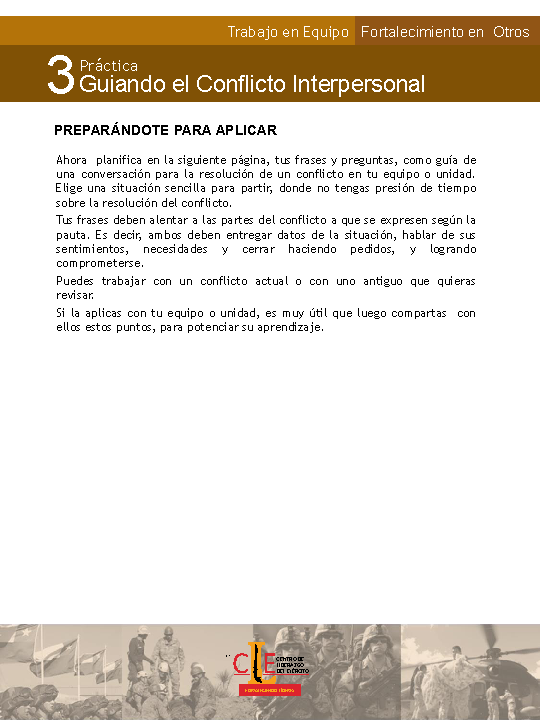 Trabajo en Equipo Fortalecimiento en Otros
3 Práctica
Guiando el Conflicto Interpersonal
PREPARÁNDOTE PARA APLICAR
Ahora planifica en la siguiente página, tus frases y preguntas, como guía de
una conversación para la resolución de un conflicto en tu equipo o unidad.
Elige una situación sencilla para partir, donde no tengas presión de tiempo
sobre la resolución del conflicto.
Tus frases deben alentar a las partes del conflicto a que se expresen según la
pauta. Es decir, ambos deben entregar datos de la situación, hablar de sus
sentimientos, necesidades y cerrar haciendo pedidos, y logrando
comprometerse.
Puedes trabajar con un conflicto actual o con uno antiguo que quieras
revisar.
Si la aplicas con tu equipo o unidad, es muy útil que luego compartas con
ellos estos puntos, para potenciar su aprendizaje.
CLE
CENTRO DE
LIDERAZGO
DEL EJÉRCITO